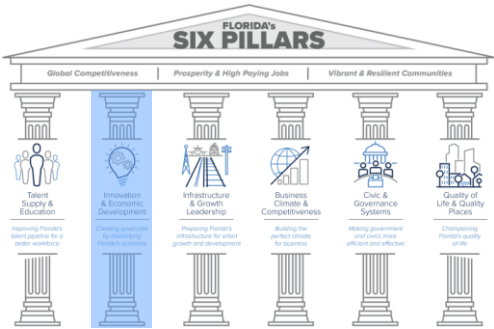 FLORIDA's
SIX PILLARS
Global Competitiveness | Prosperity & High Paying Jobs | Vibrant & Resilient Communities
Talent
Supply &
Education
Improving Florida's
talent pipeline for a
better workforce
Innovation
& Economic
Development
Creating good jobs
by diversifying
Florida's economy
Infrastructure
& Growth
Leadership
Preparing Florida's
infrastructure for smart
growth and development
Business
Climate &
Competitiveness
Building the
perfect climate
for business
Civic &
Governance
Systems
Making government
and civics more
efficient and effective
Quality of
Life & Quality
Places
Championing
Florida's quality
of life